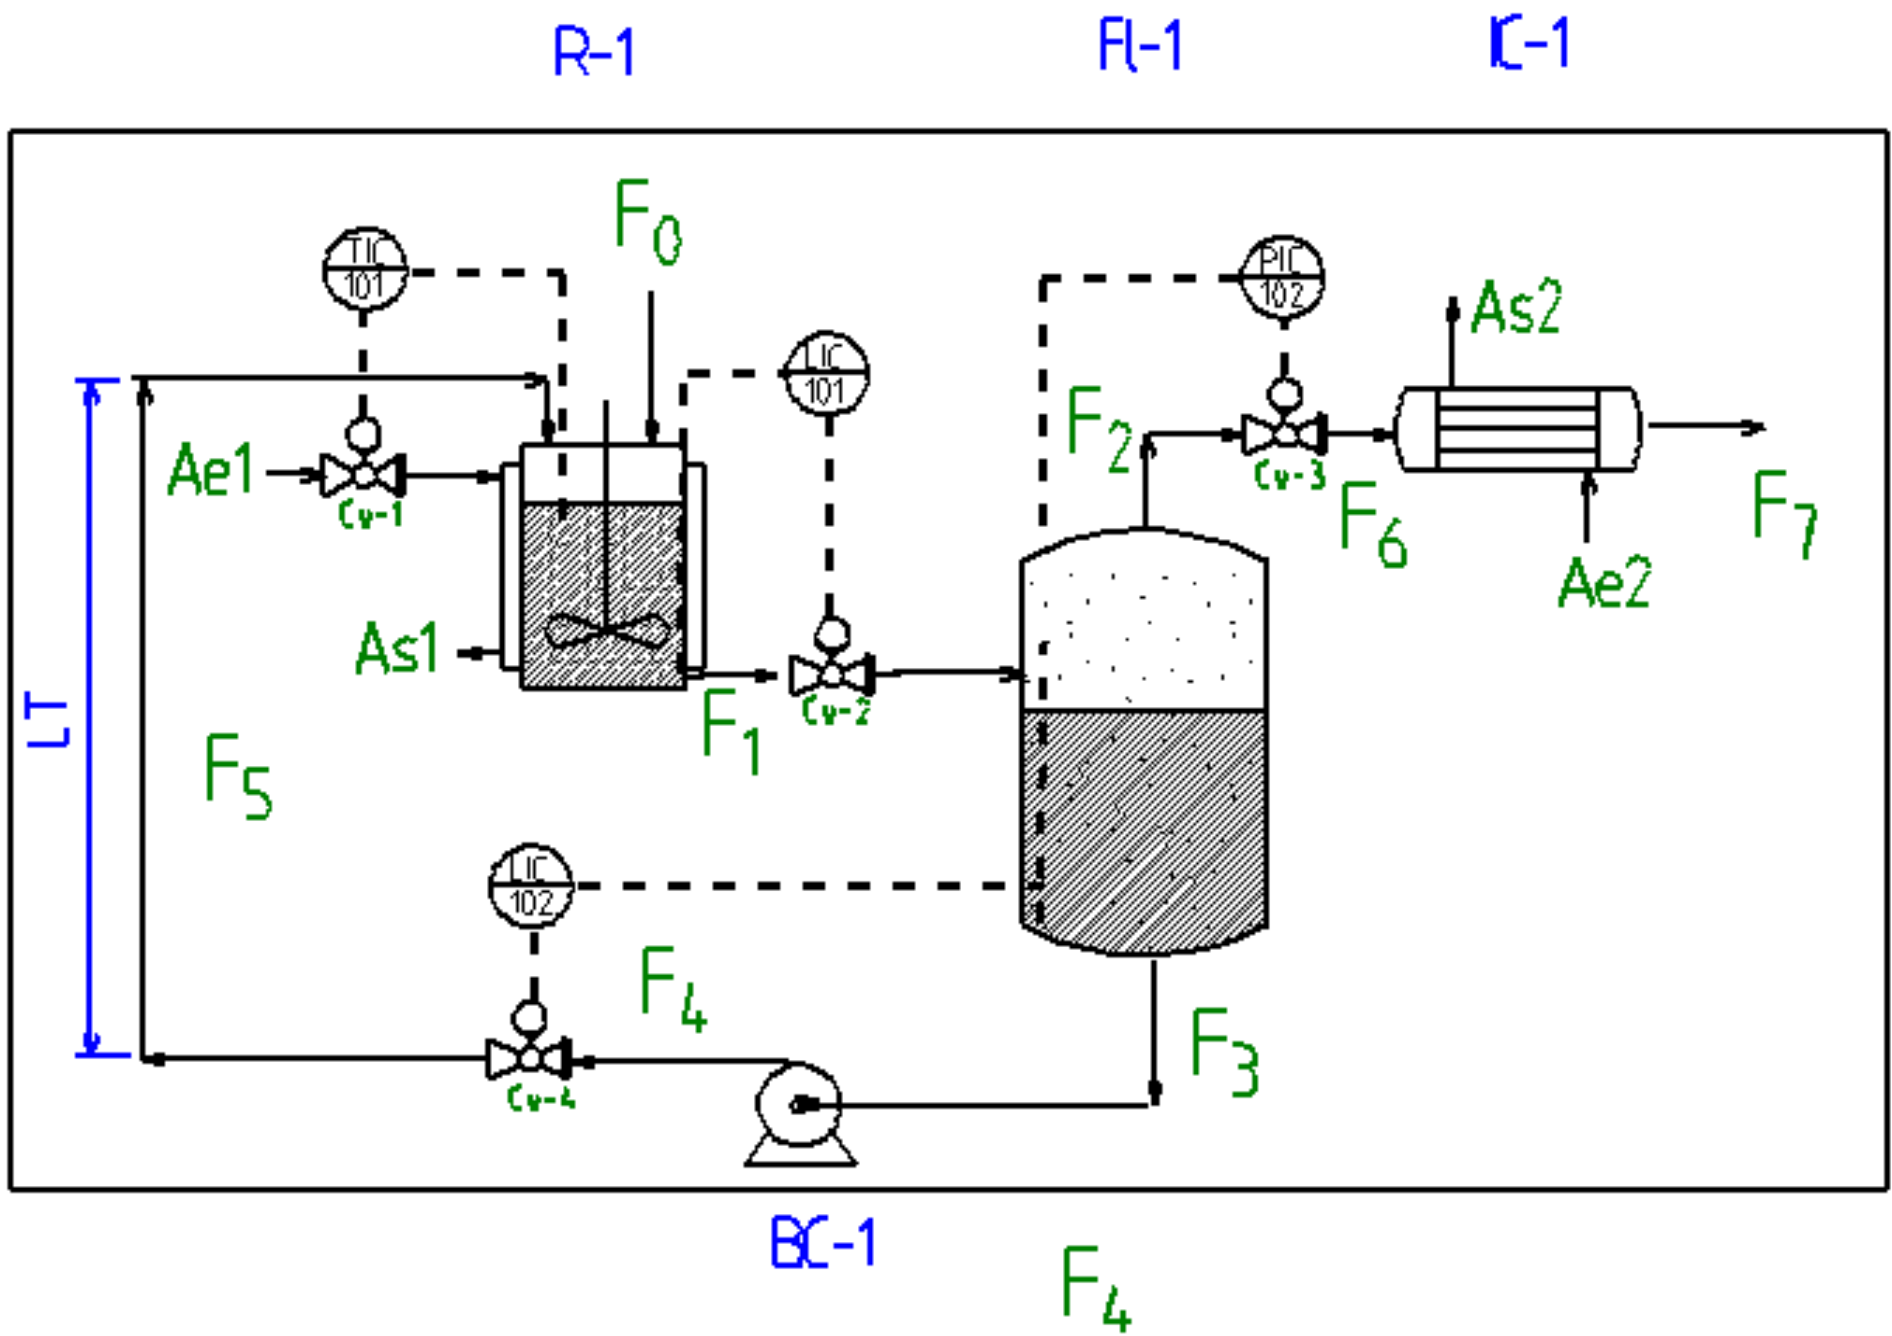 R-1
Fl-1
IC-1
F0
TIC
101
PIC
102
As2
LIC
101
F2
Ae1
Cv-1
Cv-3
F6
F7
Ae2
As1
F1
Cv-2
LT
F5
LIC
102
F4
F3
Cv-4
BC-1
F4